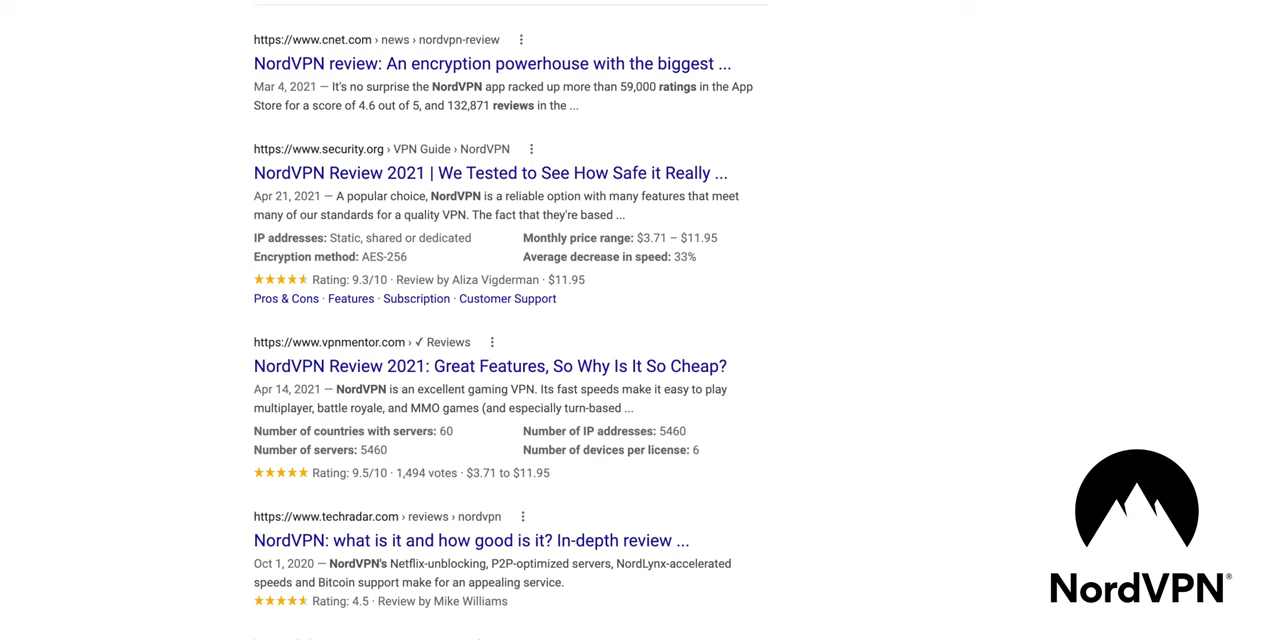 https://www.cnet.com › news › nordvpn-review
NordVPN review: An encryption powerhouse with the biggest ...
Mar 4, 2021 — It's no surprise the NordVPN app racked up more than 59,000 ratings in the App
Store for a score of 4.6 out of 5, and 132,871 reviews in the ...
https://www.security.org › VPN Guide › NordVPN
NordVPN Review 2021 | We Tested to See How Safe it Really ...
Apr 21, 2021 — A popular choice, NordVPN is a reliable option with many features that meet
many of our standards for a quality VPN. The fact that they're based ...
IP addresses: Static, shared or dedicated Monthly price range: $3.71 – $11.95
Encryption method: AES-256 Average decrease in speed: 33%
Rating: 9.3/10 · Review by Aliza Vigderman · $11.95
Pros & Cons · Features · Subscription · Customer Support
https://www.vpnmentor.com › ✓ Reviews
NordVPN Review 2021: Great Features, So Why Is It So Cheap?
Apr 14, 2021 — NordVPN is an excellent gaming VPN. Its fast speeds make it easy to play
multiplayer, battle royale, and MMO games (and especially turn-based ...
Number of countries with servers: 60 Number of IP addresses: 5460
Number of servers: 5460 Number of devices per license: 6
Rating: 9.5/10 · 1,494 votes · $3.71 to $11.95
https://www.techradar.com › reviews › nordvpn
NordVPN: what is it and how good is it? In-depth review ...
Oct 1, 2020 — NordVPN's Netflix-unblocking, P2P-optimized servers, NordLynx-accelerated
speeds and Bitcoin support make for an appealing service.
Rating: 4.5 · Review by Mike Williams
NordVPN®